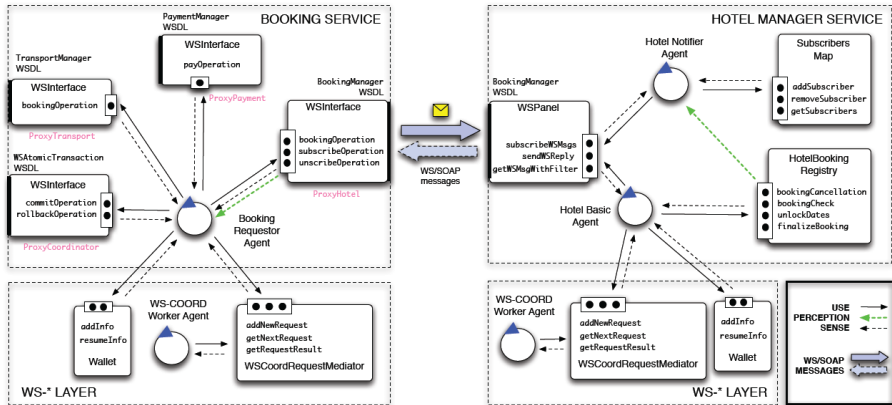 BOOKING SERVICE
PaymentManager
WSDL
WSInterface
payOperation
ProxyPayment
TransportManager
WSDL
WSInterface
bookingOperation
ProxyTransport
BookingManager
WSDL
WSInterface
bookingOperation
subscribeOperation
unscribeOperation
ProxyHotel
WSAtomicTransaction
WSDL
WSInterface
commitOperation
rollbackOperation
ProxyCoordinator
Booking
Requestor
Agent
WS/SOAP
messages
HOTEL MANAGER SERVICE
Hotel Notifier
Agent
Subscribers
Map
addSubscriber
removeSubscriber
getSubscribers
BookingManager
WSDL
WSPanel
subscribeWSMsgs
sendWSReply
getWSMsgWithFilter
HotelBooking
Registry
bookingCancellation
bookingCheck
unlockDates
finalizeBooking
Hotel Basic
Agent
addInfo
resumeInfo
Wallet
WS-COORD
Worker Agent
addNewRequest
getNextRequest
getRequestResult
WSCoordRequestMediator
WS-* LAYER
WS-COORD
Worker Agent
addNewRequest
getNextRequest
getRequestResult
WSCoordRequestMediator
addInfo
resumeInfo
Wallet
WS-* LAYER
USE
PERCEPTION
SENSE
WS/SOAP
MESSAGES